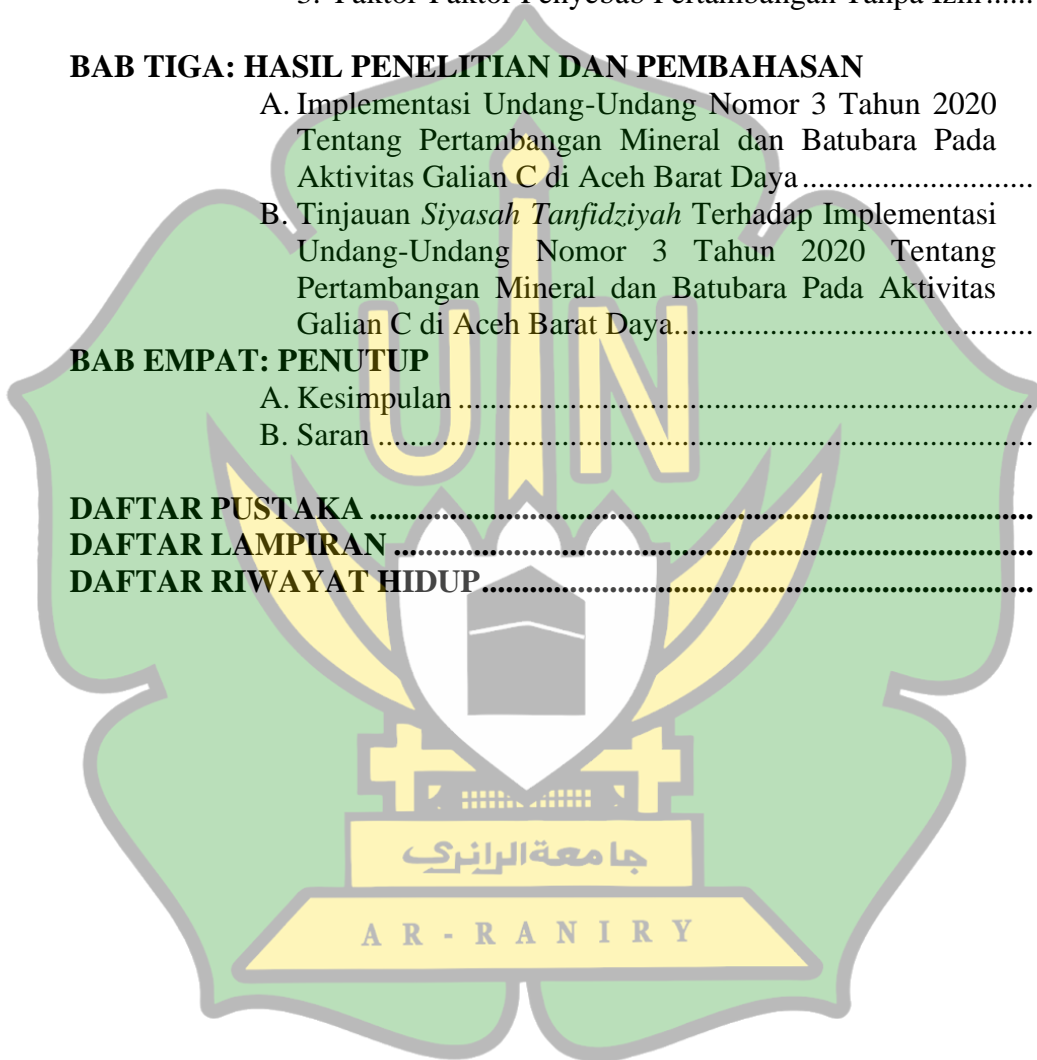 BAB TIGA: HASIL PENELITIAN DAN PEMBAHASAN
A. Implementasi Undang-Undang Nomor 3 Tahun 2020
Tentang Pertambangan Mineral dan Batubara Pada
Aktivitas Galian C di Aceh Barat Daya............................
B. Tinjauan Siyasah Tanfidziyah Terhadap Implementasi
Undang-Undang Nomor 3 Tahun 2020 Tentang
Pertambangan Mineral dan Batubara Pada Aktivitas
Galian C di Aceh Barat Daya............................................
BAB EMPAT: PENUTUP
A. Kesimpulan .......................................................................
B. Saran .................................................................................
DAFTAR PUSTAKA ..................................................................................
DAFTAR LAMPIRAN ...............................................................................
DAFTAR RIWAYAT HIDUP....................................................................
UIN
جامعة الرانري
AR-RANIRY